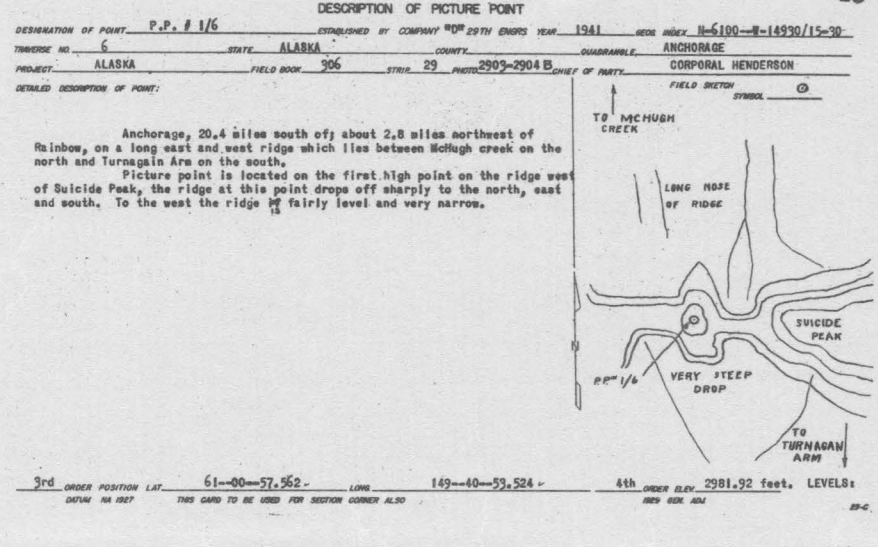 DESCRIPTION OF PICTURE POINT
DESIGNATION OF POINT P.P. # 1/6 ESTABLISHED BY COMPANY "D" 29TH ENGRS YEAR 1941 GEOG INDEX N-6100--W-14930/15-30
TRAVERSE NO. 6 STATE ALASKA COUNTY QUADRANGLE ANCHORAGE
PROJECT ALASKA FIELD BOOK 306 STRIP 29 PHOTO 2903-2904 B CHIEF OF PARTY CORPORAL HENDERSON
DETAILED DESCRIPTION OF POINT:
Anchorage, 20.4 miles south of; about 2.8 miles northwest of
Rainbow, on a long east and west ridge which lies between McHugh creek on the
north and Turnagain Arm on the south.
Picture point is located on the first high point on the ridge west
of Suicide Peak, the ridge at this point drops off sharply to the north, east
and south. To the west the ridge is fairly level and very narrow.
FIELD SKETCH
SYMBOL
TO MCHUGH
CREEK
LONG NOSE
OF RIDGE
SUICIDE
PEAK
N
P.P.# 1/6
VERY STEEP
DROP
TO
TURNAGAN
ARM
3rd ORDER POSITION LAT. 61--00--57.562 LONG. 149--40--53.524 4th ORDER ELEV 2981.92 feet. LEVELS:
DATUM NA 1927 THIS CARD TO BE USED FOR SECTION CORNER ALSO 1929 GEN. ADJ.
29-G